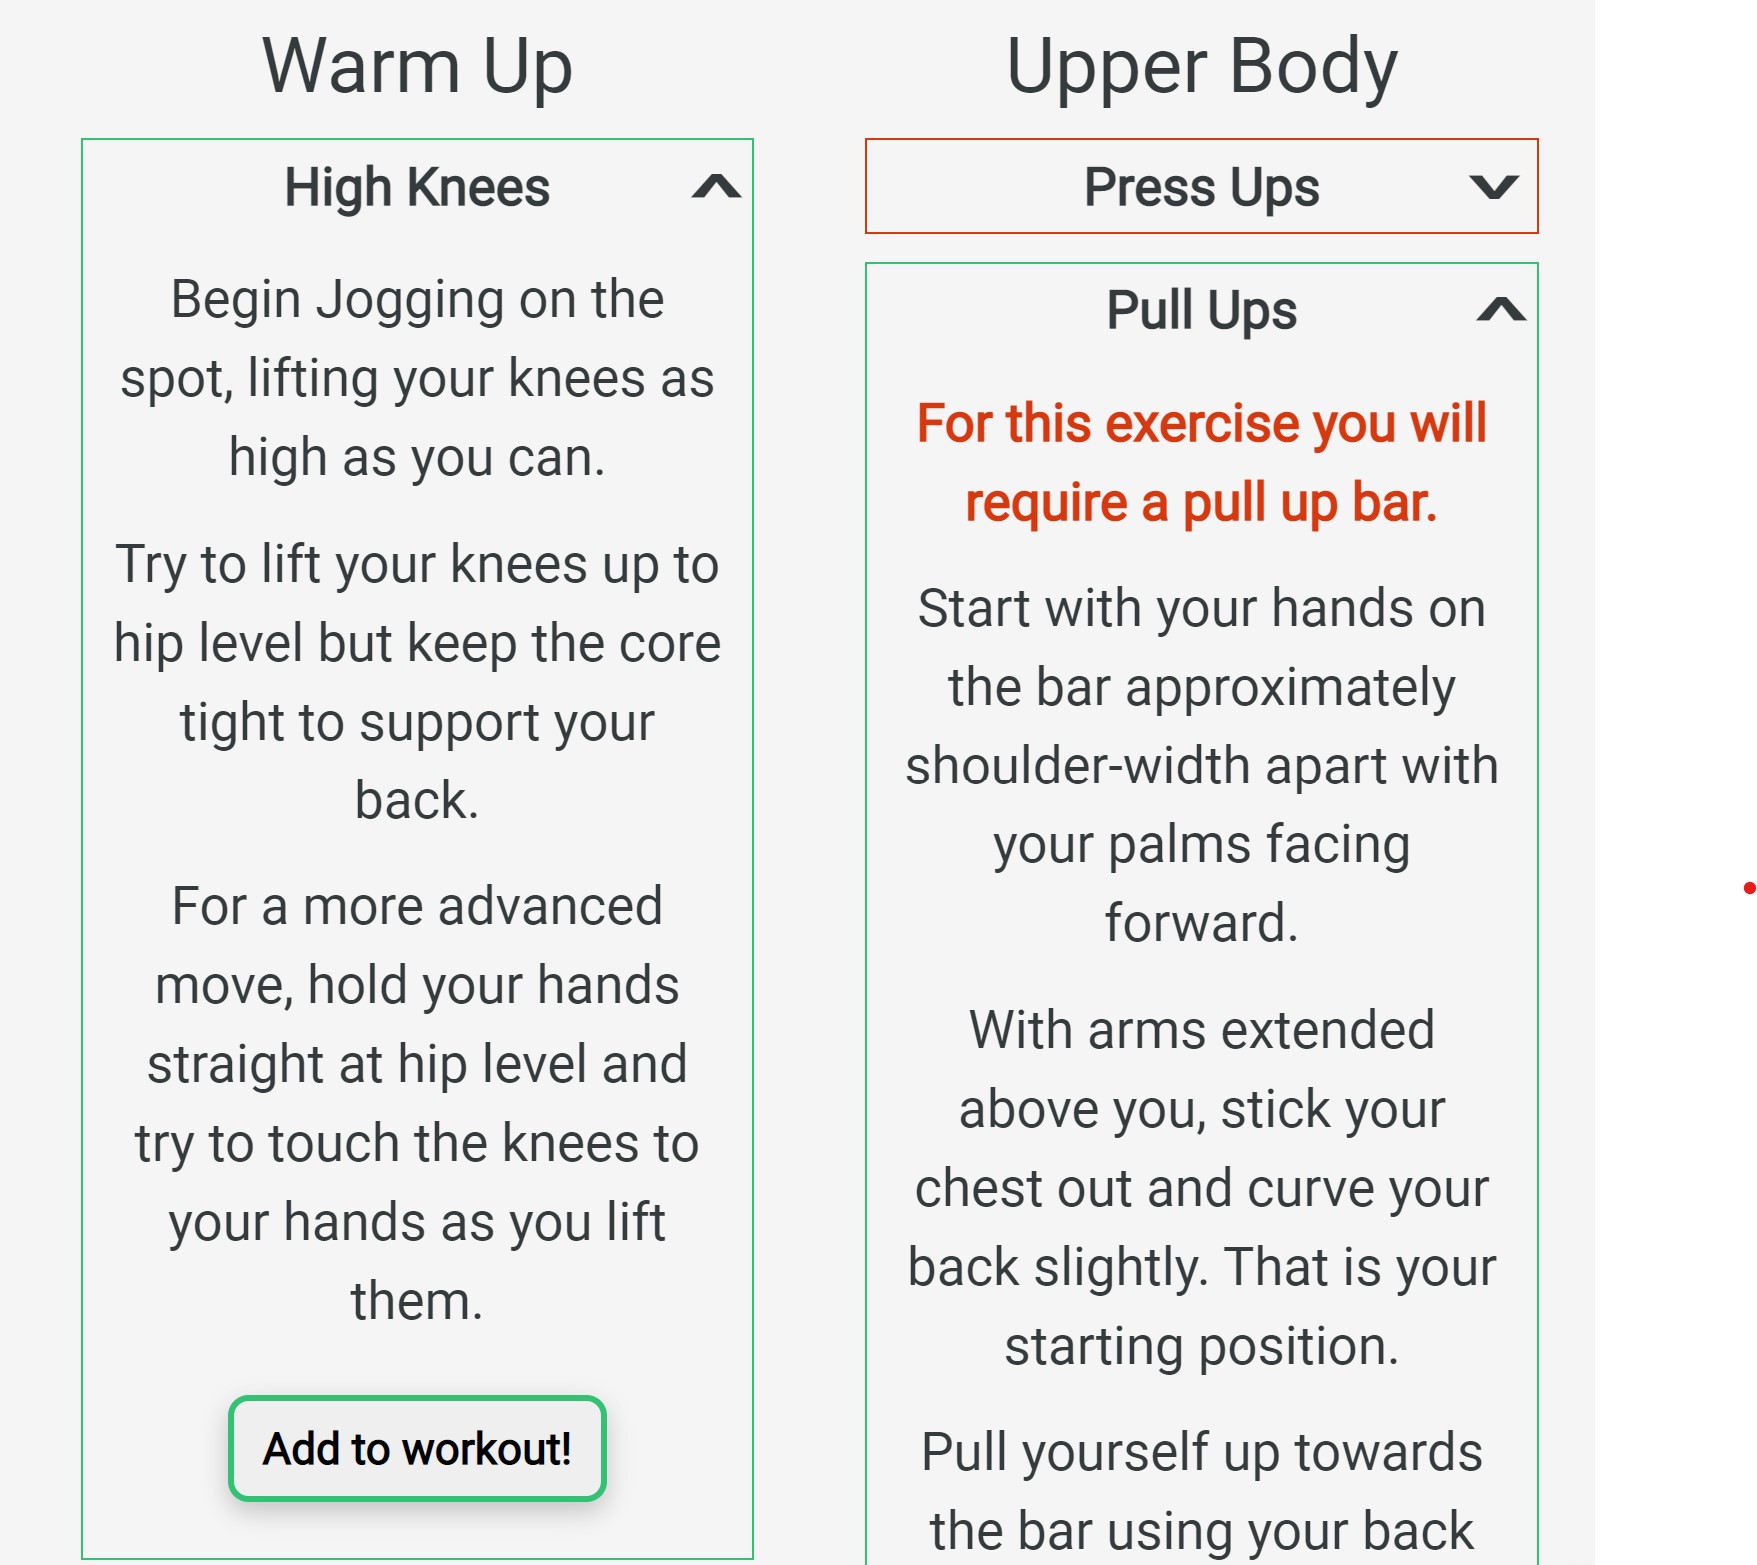 Warm Up
High Knees
Begin Jogging on the
spot, lifting your knees as
high as you can.
Try to lift your knees up to
hip level but keep the core
tight to support your
back.
For a more advanced
move, hold your hands
straight at hip level and
try to touch the knees to
your hands as you lift
them.
Add to workout!
Upper Body
Press Ups
Pull Ups
For this exercise you will
require a pull up bar.
Start with your hands on
the bar approximately
shoulder-width apart with
your palms facing
forward.
With arms extended
above you, stick your
chest out and curve your
back slightly. That is your
starting position.
Pull yourself up towards
the bar using your back